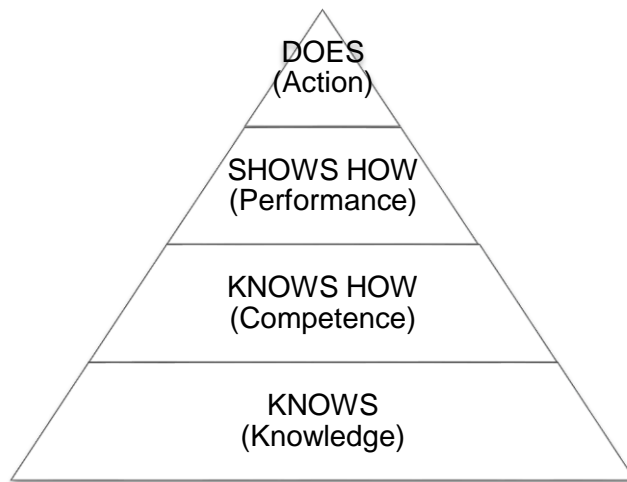 DOES
(Action)
SHOWS HOW
(Performance)
KNOWS HOW
(Competence)
KNOWS
(Knowledge)